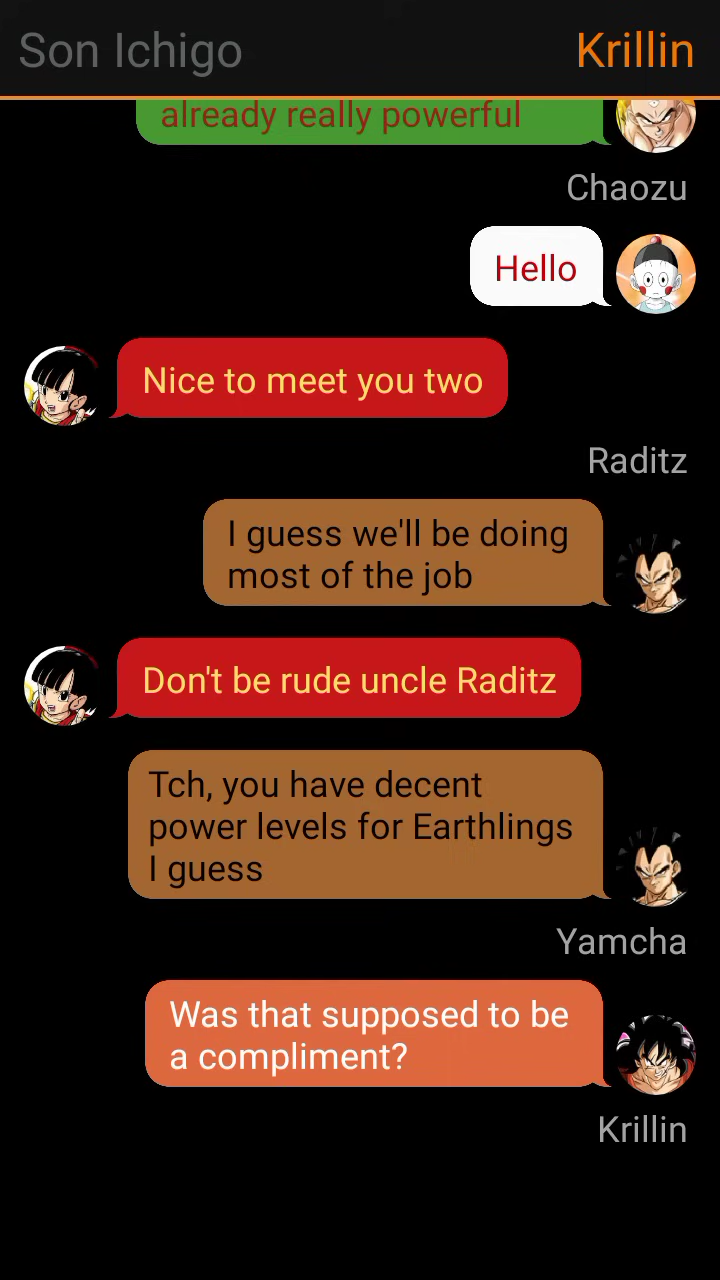 Son Ichigo
Krillin
already really powerful
Chaozu
Hello
Nice to meet you two
Raditz
I guess we'll be doing
most of the job
Don't be rude uncle Raditz
Tch, you have decent
power levels for Earthlings
I guess
Yamcha
Was that supposed to be
a compliment?
Krillin